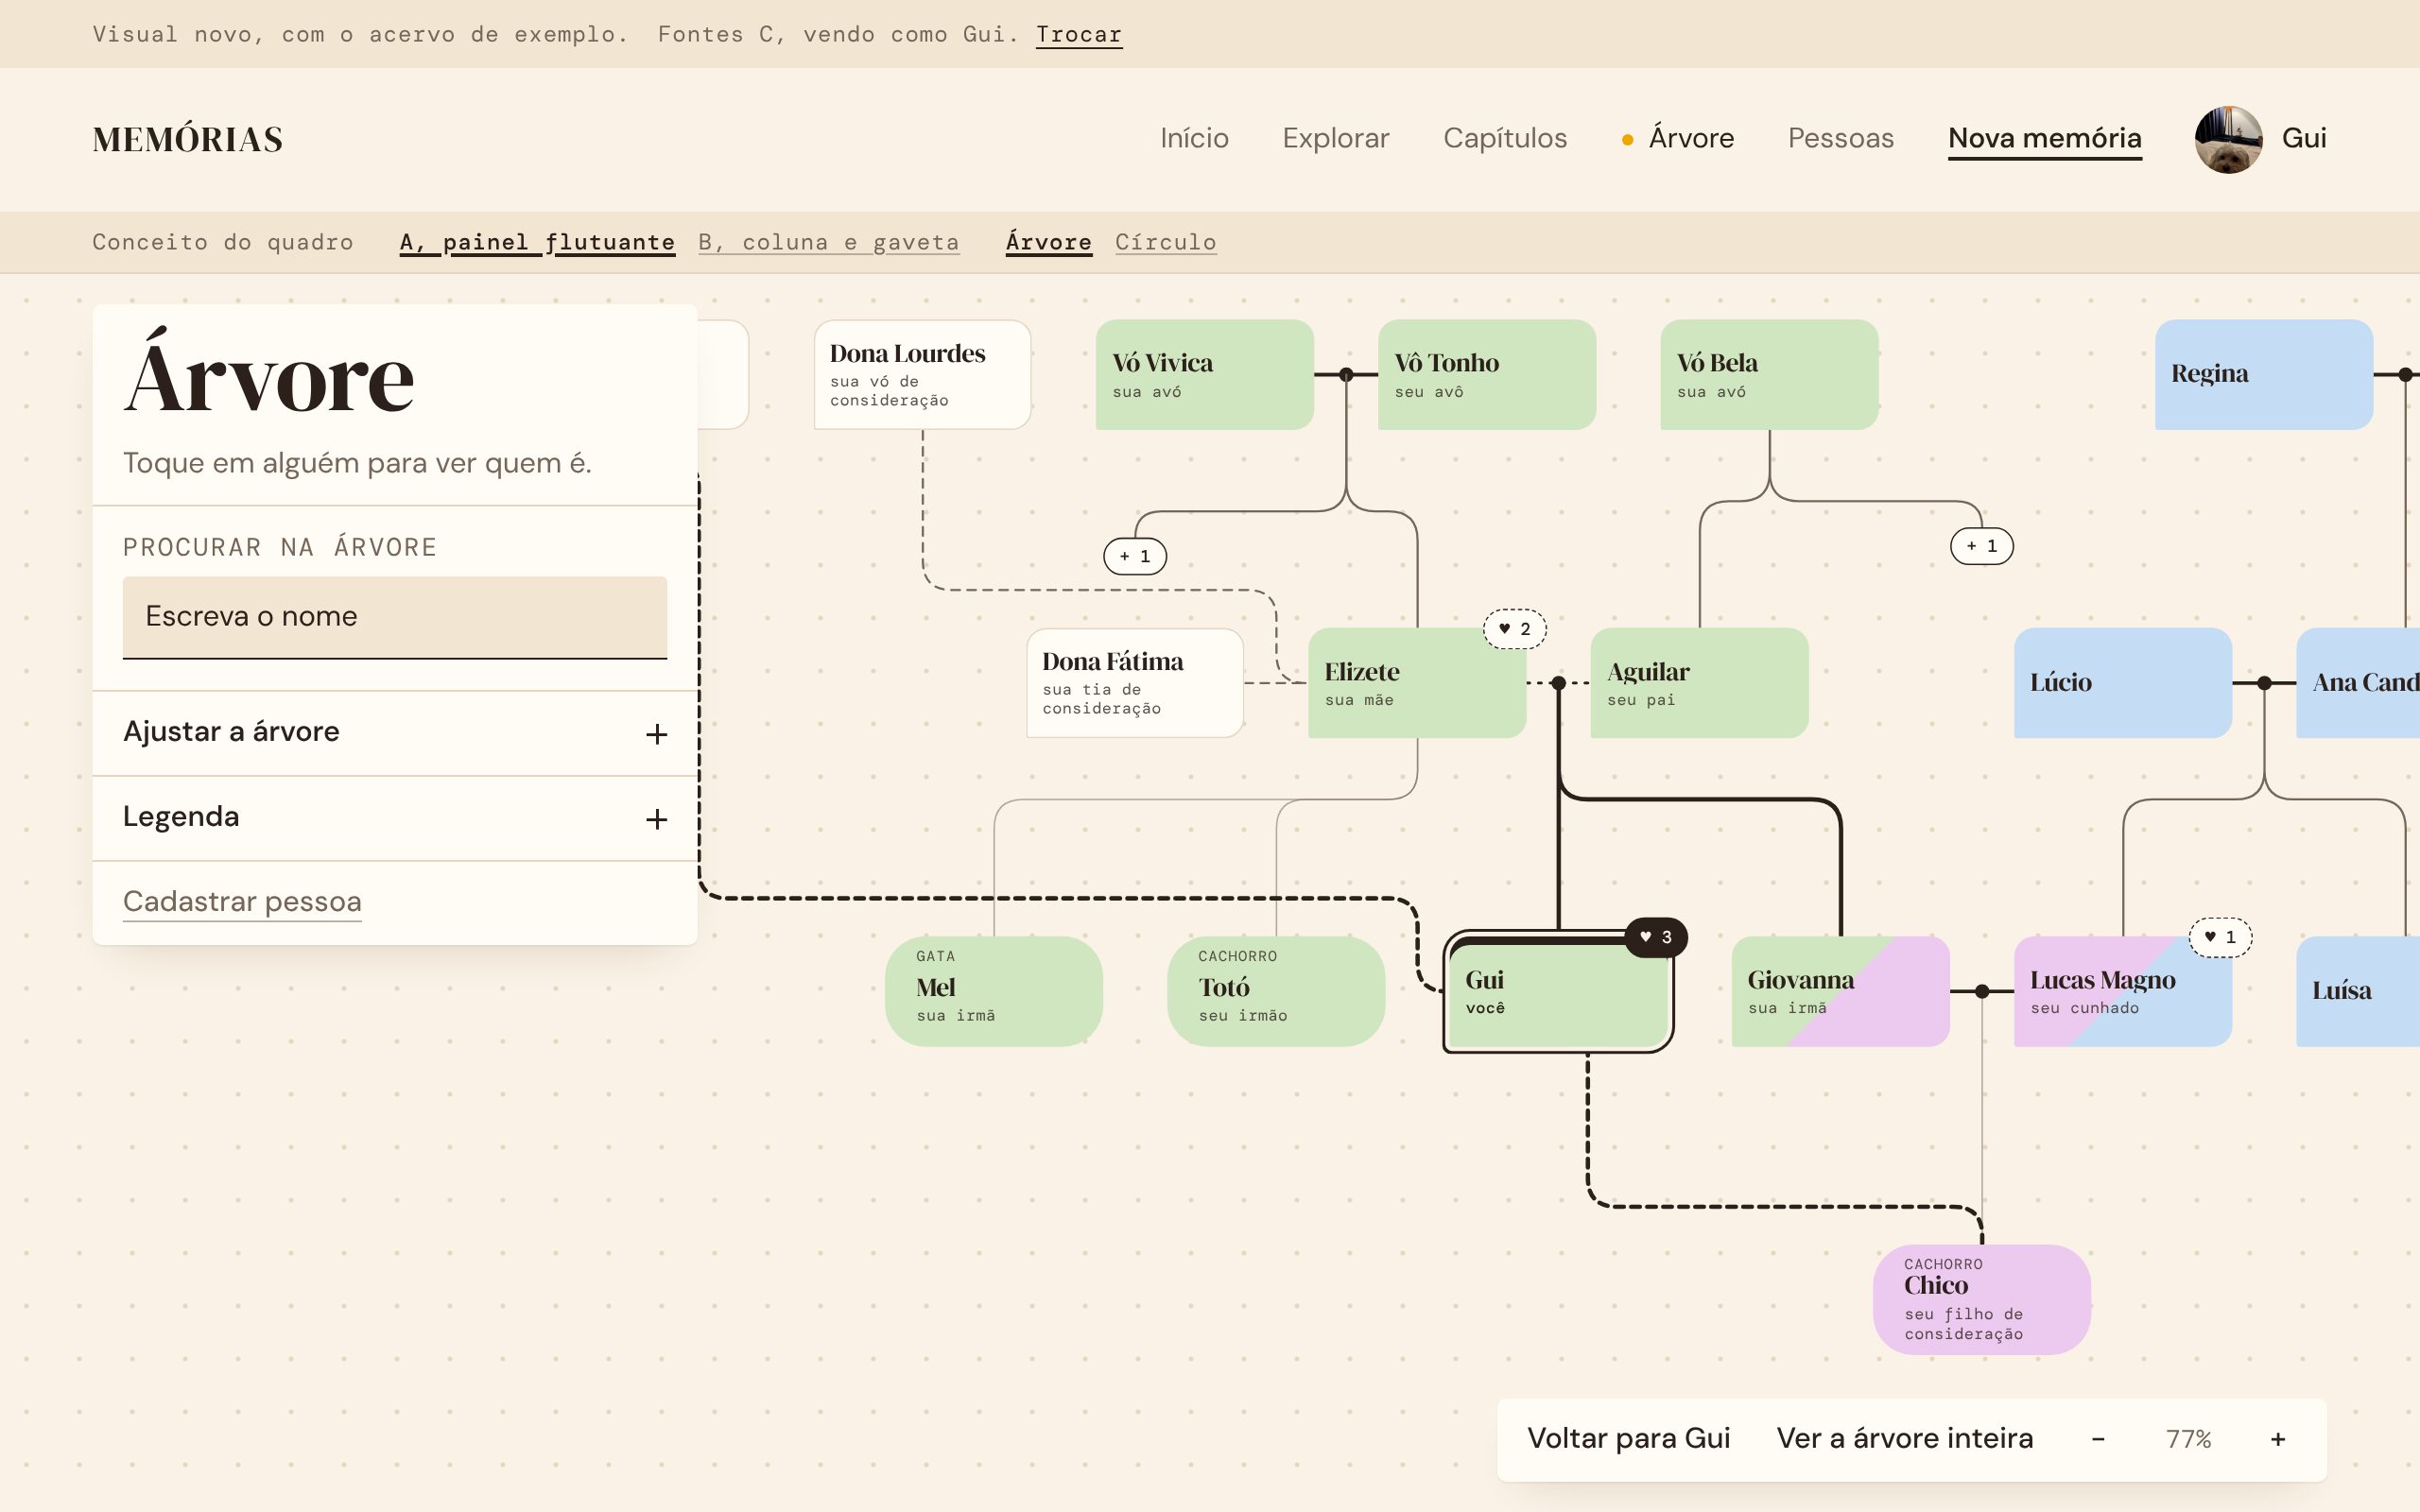 Visual novo, com o acervo de exemplo. Fontes C, vendo como Gui. Trocar
MEMÓRIAS
Início Explorar Capítulos Árvore Pessoas Nova memória Gui
Conceito do quadro A, painel flutuante B, coluna e gaveta Árvore Círculo
Árvore
Toque em alguém para ver quem é.
PROCURAR NA ÁRVORE
Escreva o nome
Ajustar a árvore +
Legenda +
Cadastrar pessoa
Dona Lourdes
sua vó de
consideração
Vó Vivica
sua avó
Vô Tonho
seu avô
Vó Bela
sua avó
Regina
+ 1
+ 1
Dona Fátima
sua tia de
consideração
♥ 2
Elizete
sua mãe
Aguilar
seu pai
Lúcio
Ana Cand
GATA
Mel
sua irmã
CACHORRO
Totó
seu irmão
♥ 3
Gui
você
Giovanna
sua irmã
♥ 1
Lucas Magno
seu cunhado
Luísa
CACHORRO
Chico
seu filho de
consideração
Voltar para Gui Ver a árvore inteira - 77% +